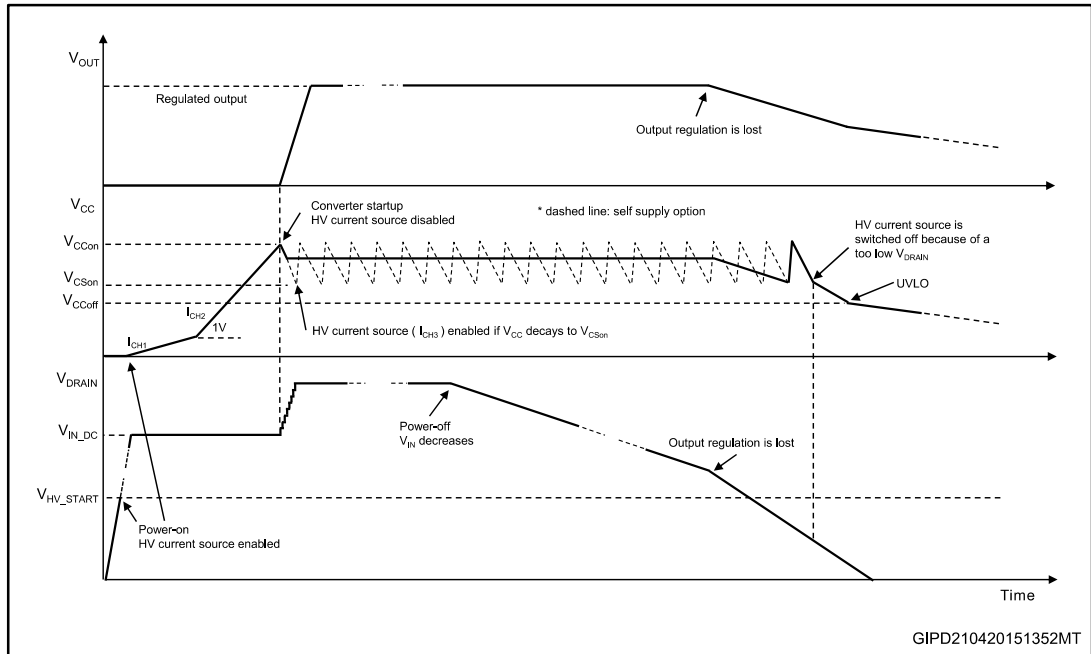 VOUT
Regulated output
Output regulation is lost
VCC
Converter startup
HV current source disabled
* dashed line: self supply option
HV current source is
switched off because of a
too low VDRAIN
VCCon
VCSon
VCCoff
UVLO
ICH2
1V
ICH1
HV current source ( ICH3 ) enabled if VCC decays to VCSon
VDRAIN
VIN_DC
Power-off
VIN decreases
Output regulation is lost
VHV_START
Power-on
HV current source enabled
Time
GIPD210420151352MT